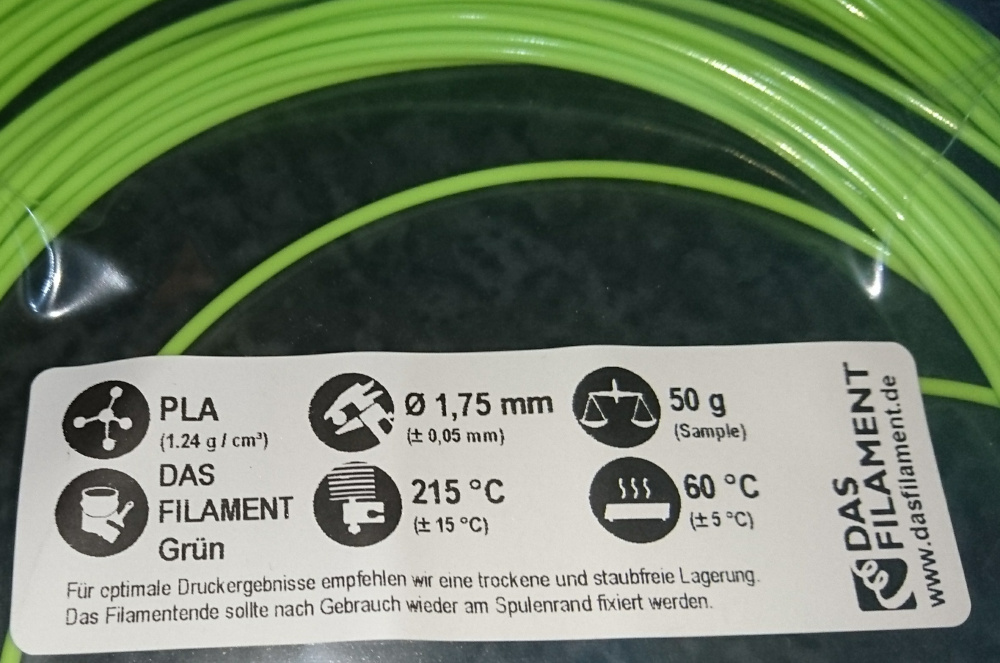 PLA
(1.24 g / cm³)
Ø 1,75 mm
(± 0,05 mm)
50 g
(Sample)
DAS
FILAMENT
Grün
215 °C
(± 15 °C)
60 °C
(± 5 °C)
Für optimale Druckergebnisse empfehlen wir eine trockene und staubfreie Lagerung.
Das Filamentende sollte nach Gebrauch wieder am Spulenrand fixiert werden.
DAS
FILAMENT
www.dasfilament.de